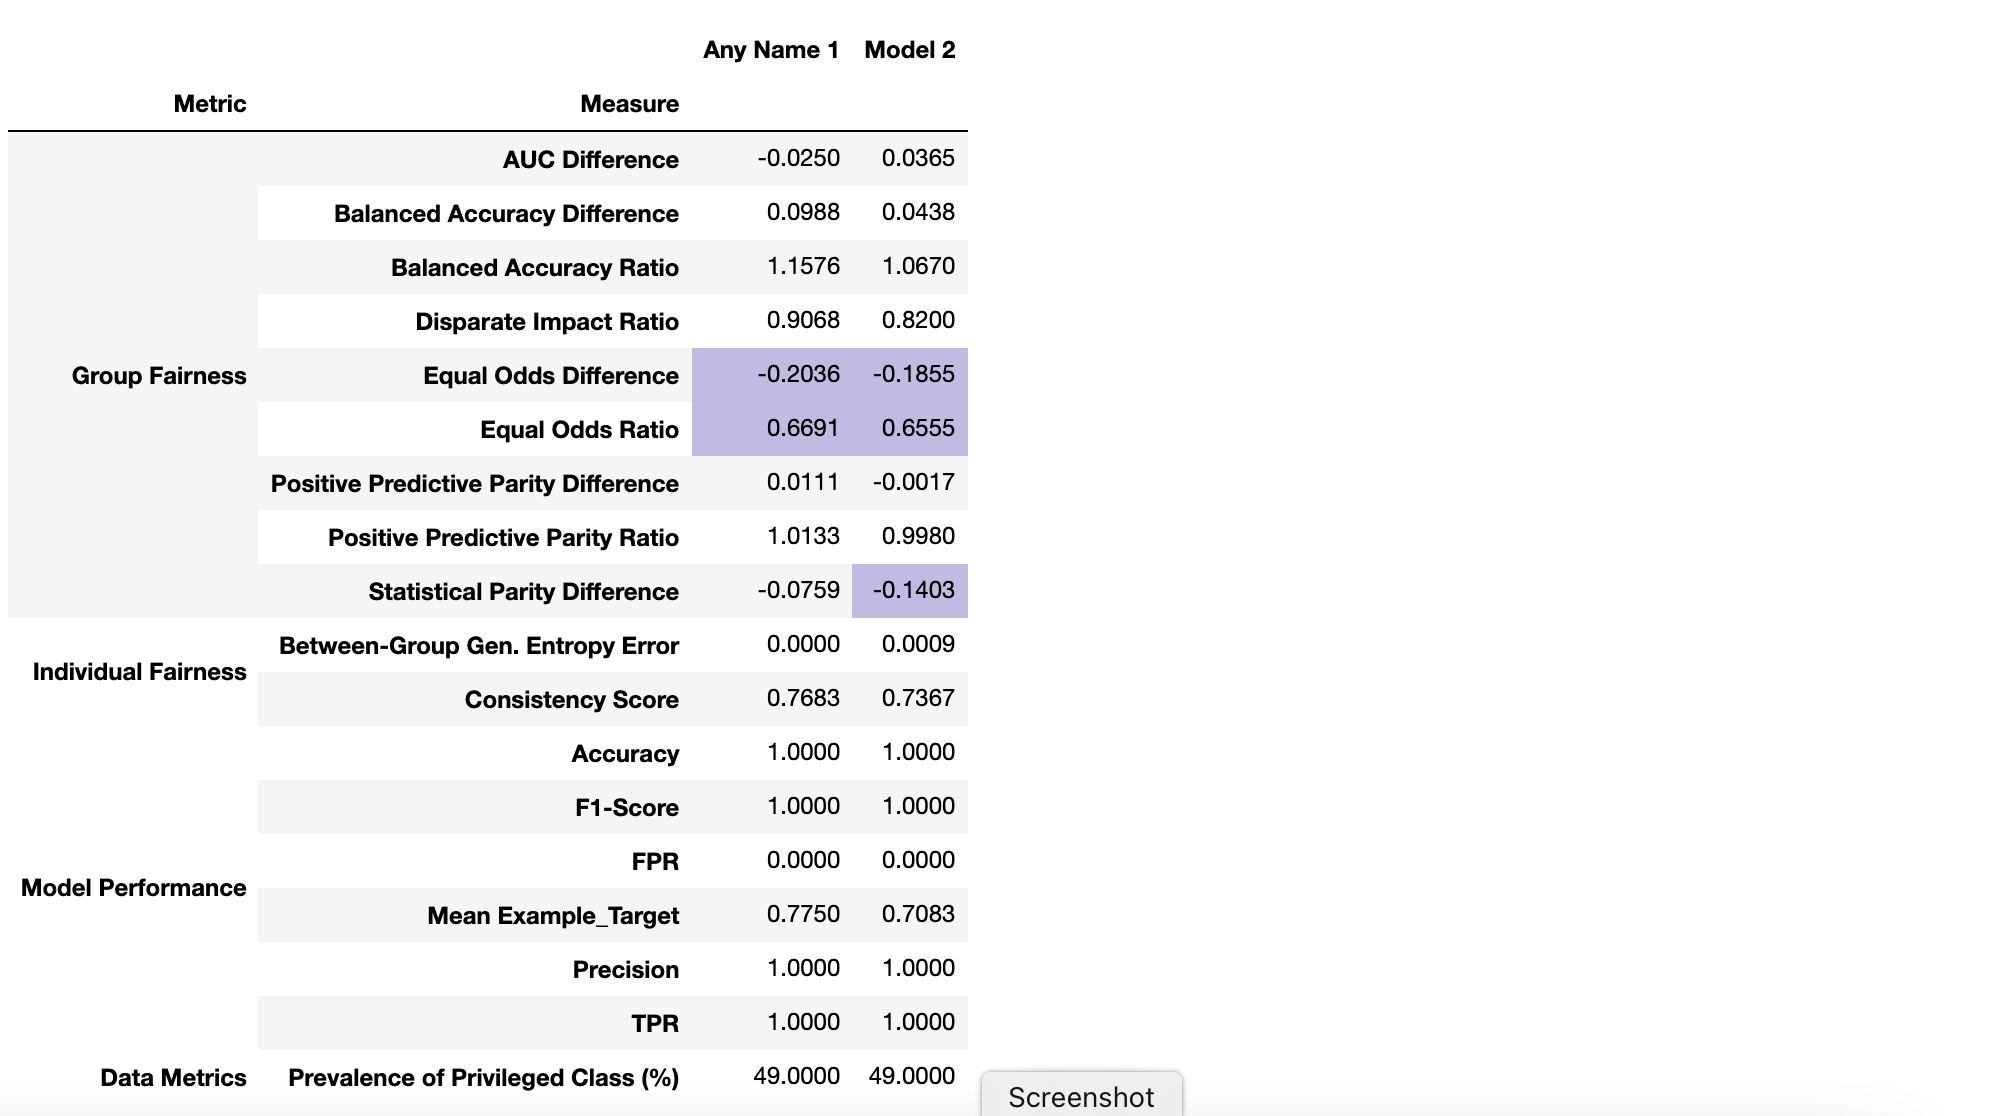 Any Name 1 Model 2
Metric Measure
AUC Difference -0.0250 0.0365
Balanced Accuracy Difference 0.0988 0.0438
Balanced Accuracy Ratio 1.1576 1.0670
Disparate Impact Ratio 0.9068 0.8200
Group Fairness Equal Odds Difference -0.2036 -0.1855
Equal Odds Ratio 0.6691 0.6555
Positive Predictive Parity Difference 0.0111 -0.0017
Positive Predictive Parity Ratio 1.0133 0.9980
Statistical Parity Difference -0.0759 -0.1403
Between-Group Gen. Entropy Error 0.0000 0.0009
Individual Fairness
Consistency Score 0.7683 0.7367
Accuracy 1.0000 1.0000
F1-Score 1.0000 1.0000
FPR 0.0000 0.0000
Model Performance
Mean Example_Target 0.7750 0.7083
Precision 1.0000 1.0000
TPR 1.0000 1.0000
Data Metrics Prevalence of Privileged Class (%) 49.0000 49.0000
Screenshot